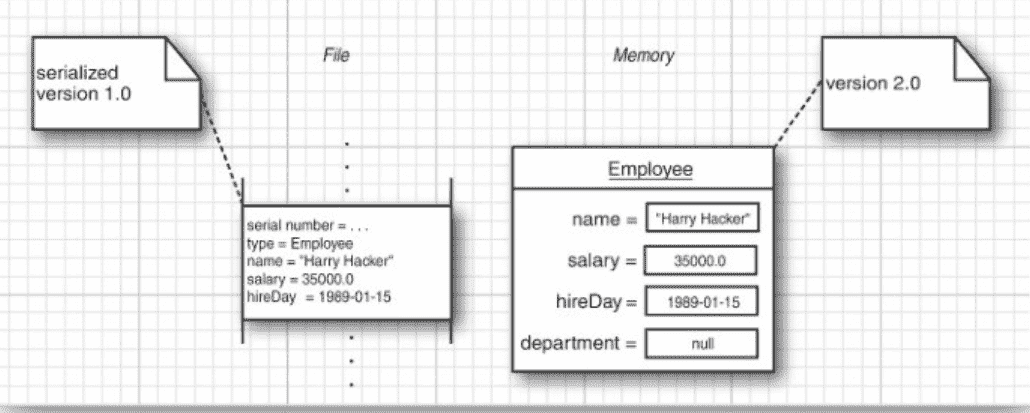 serialized
version 1.0
File
Memory
version 2.0
serial number = . . .
type = Employee
name = "Harry Hacker"
salary = 35000.0
hireDay = 1989-01-15
Employee
name = "Harry Hacker"
salary = 35000.0
hireDay = 1989-01-15
department = null